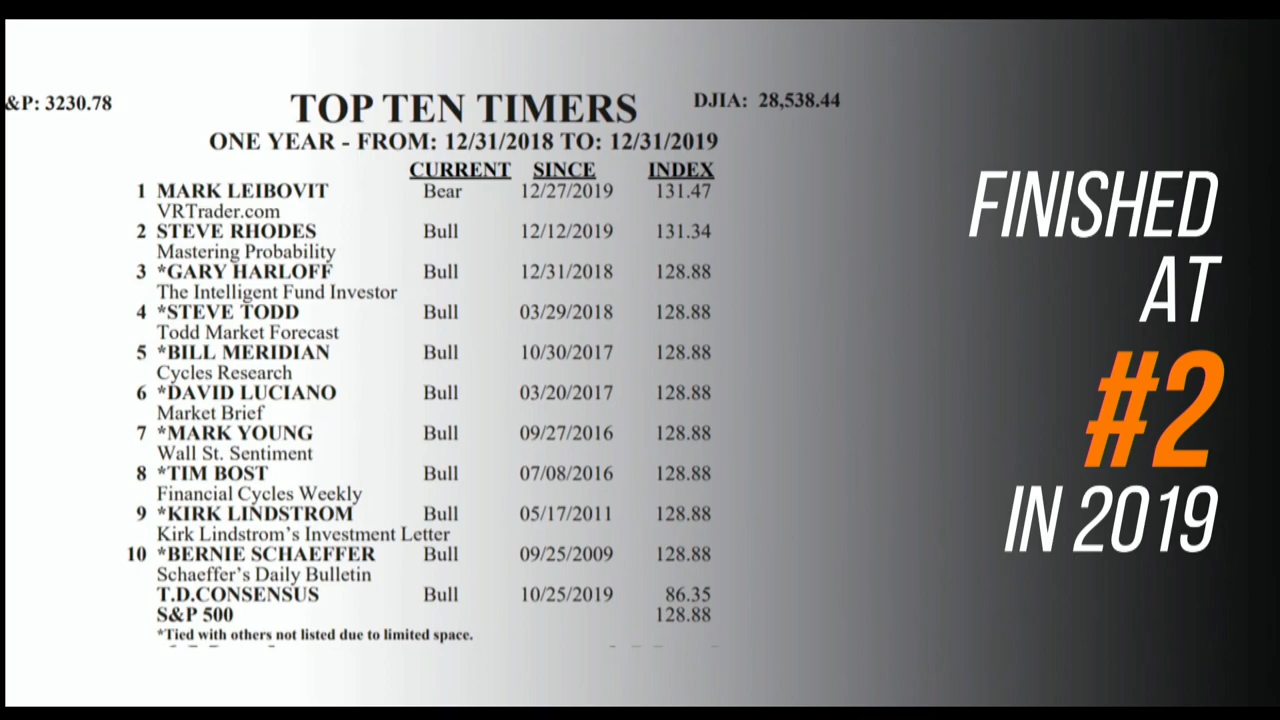 &P: 3230.78
TOP TEN TIMERS
DJIA: 28,538.44
ONE YEAR - FROM: 12/31/2018 TO: 12/31/2019
CURRENT SINCE INDEX
1 MARK LEIBOVIT Bear 12/27/2019 131.47
VRTrader.com
2 STEVE RHODES Bull 12/12/2019 131.34
Mastering Probability
3 *GARY HARLOFF Bull 12/31/2018 128.88
The Intelligent Fund Investor
4 *STEVE TODD Bull 03/29/2018 128.88
Todd Market Forecast
5 *BILL MERIDIAN Bull 10/30/2017 128.88
Cycles Research
6 *DAVID LUCIANO Bull 03/20/2017 128.88
Market Brief
7 *MARK YOUNG Bull 09/27/2016 128.88
Wall St. Sentiment
8 *TIM BOST Bull 07/08/2016 128.88
Financial Cycles Weekly
9 *KIRK LINDSTROM Bull 05/17/2011 128.88
Kirk Lindstrom's Investment Letter
10 *BERNIE SCHAEFFER Bull 09/25/2009 128.88
Schaeffer's Daily Bulletin
T.D.CONSENSUS Bull 10/25/2019 86.35
S&P 500 128.88
*Tied with others not listed due to limited space.
FINISHED
AT
#2
IN 2019